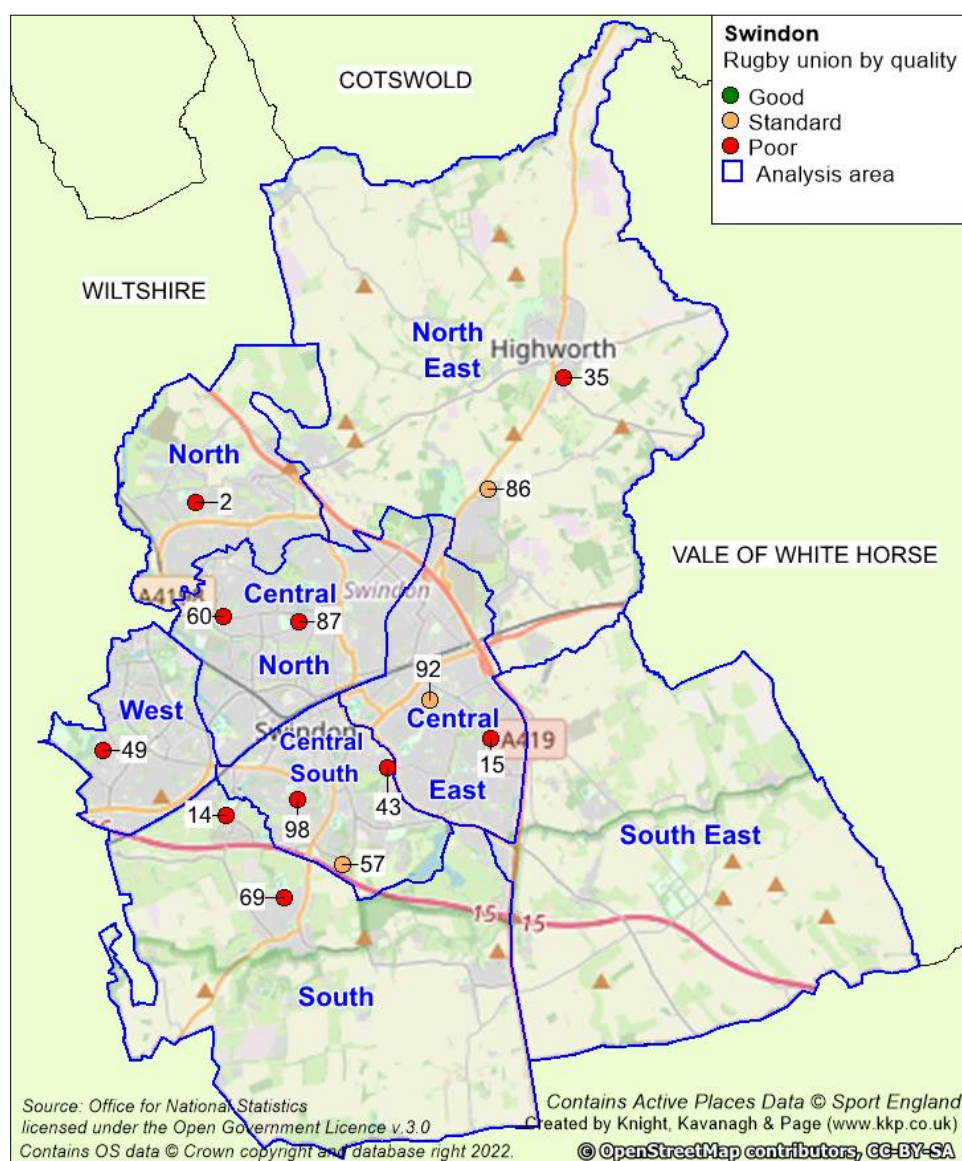 Swindon
Rugby union by quality
Good
Standard
Poor
Analysis area
COTSWOLD
WILTSHIRE
North
East
Highworth
35
North
2
86
VALE OF WHITE HORSE
Swindon
Central
60
87
North
92
West
Swindon
Central
South
Central
East
A419
49
15
43
14
98
South East
57
69
15
15
South
Source: Office for National Statistics
licensed under the Open Government Licence v.3.0
Contains OS data © Crown copyright and database right 2022.
Contains Active Places Data © Sport England
Created by Knight, Kavanagh & Page (www.kkp.co.uk)
© OpenStreetMap contributors, CC-BY-SA